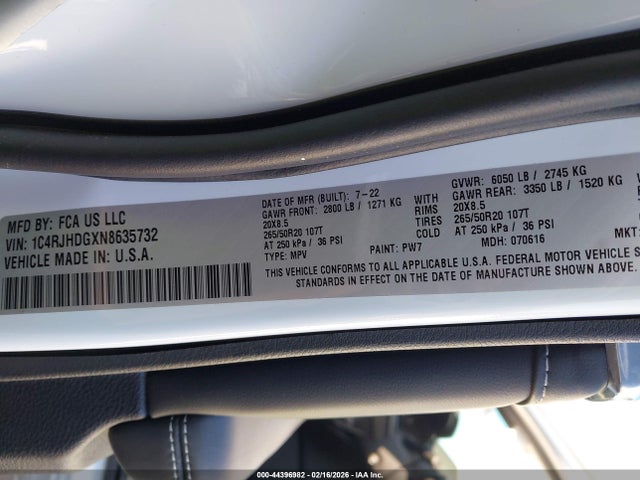 MFD BY: FCA US LLC
VIN: 1C4RJHDGXN8635732
VEHICLE MADE IN: U.S.A.
DATE OF MFR (BUILT): 7-22
GAWR FRONT: 2800 LB / 1271 KG
20X8.5
265/50R20 107T
AT 250 kPa / 36 PSI
TYPE: MPV
WITH
RIMS
TIRES
COLD
PAINT: PW7
GVWR: 6050 LB / 2745 KG
GAWR REAR: 3350 LB / 1520 KG
20X8.5
265/50R20 107T
AT 250 kPa / 36 PSI
MDH: 070616
WITH
RIMS
MKT:
THIS VEHICLE CONFORMS TO ALL APPLICABLE U.S.A. FEDERAL MOTOR VEHICLE S
STANDARDS IN EFFECT ON THE DATE OF MANUFACTURE SHOWN ABOVE.
000-44396982 - 02/16/2026 - IAAI Inc.